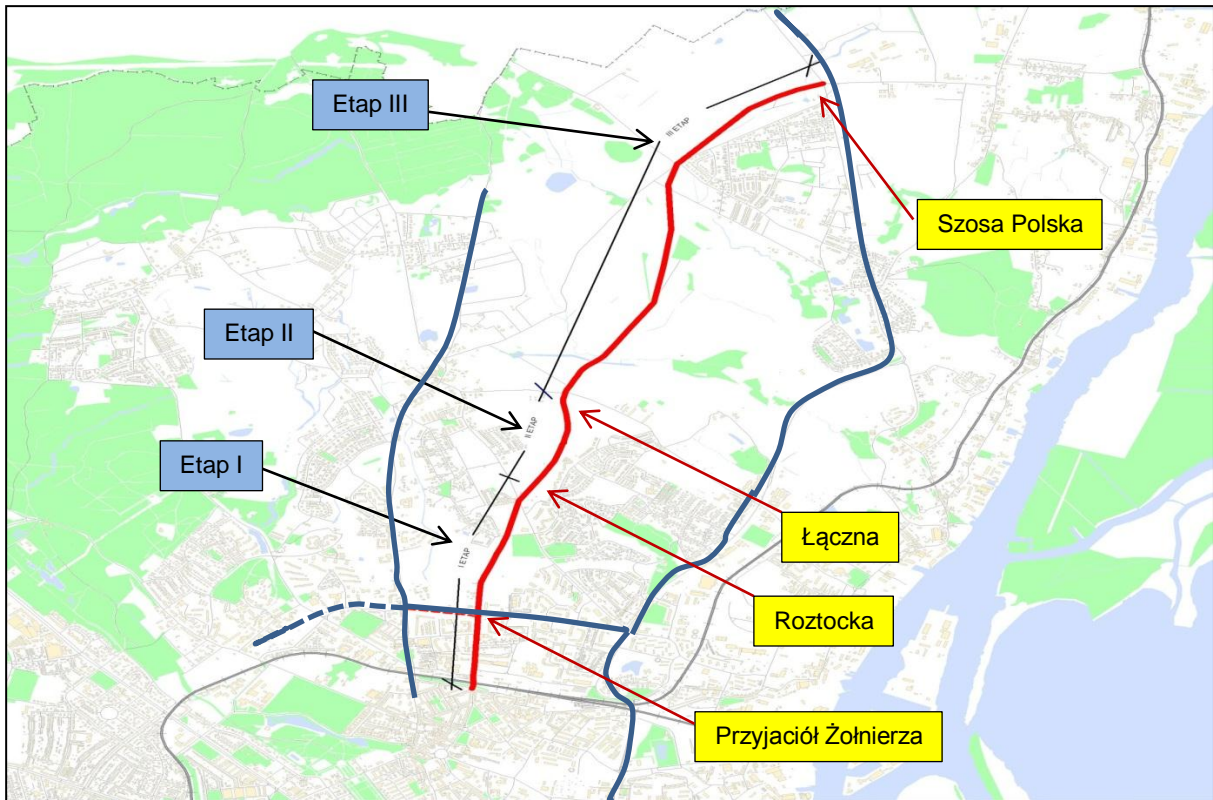 Etap III
III ETAP
Szosa Polska
Etap II
II ETAP
Etap I
I ETAP
Łączna
Roztocka
Przyjaciół Żołnierza